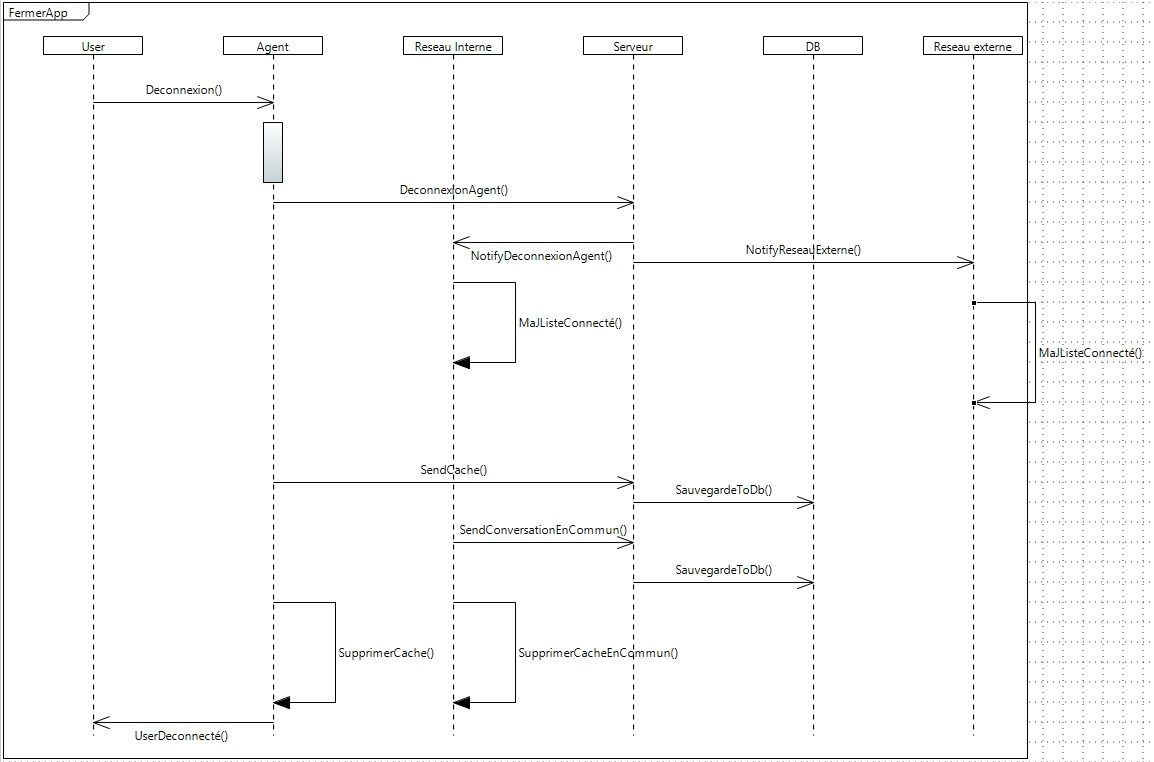 FermerApp
User
Agent
Reseau Interne
Serveur
DB
Reseau externe
Deconnexion()
DeconnexionAgent()
NotifyDeconnexionAgent()
NotifyReseauExterne()
MaJListeConnecté()
MaJListeConnecté()
SendCache()
SauvegardeToDb()
SendConversationEnCommun()
SauvegardeToDb()
SupprimerCache()
SupprimerCacheEnCommun()
UserDeconnecté()